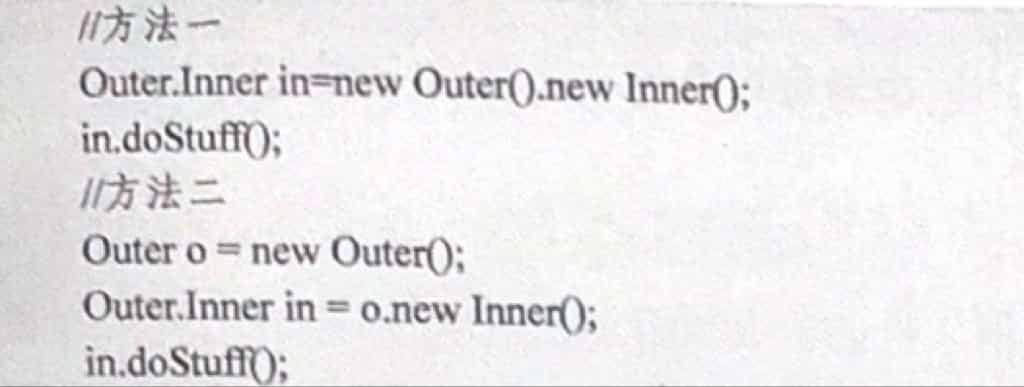 //方法一
Outer.Inner in=new Outer().new Inner();
in.doStuff();
//方法二
Outer o = new Outer();
Outer.Inner in = o.new Inner();
in.doStuff();